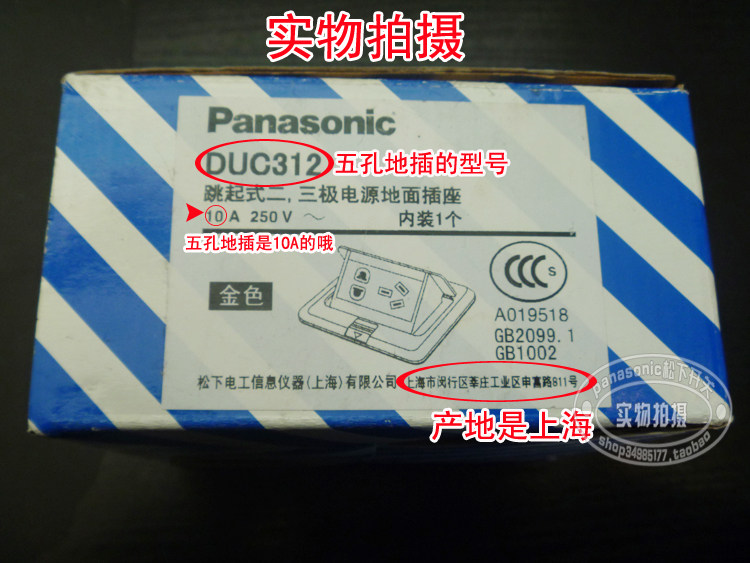 实物拍摄
Panasonic
DUC312 五孔地插的型号
跳起式二,三极电源地面插座
10A 250V ～ 内装1个
五孔地插是10A的哦
金色
CCC S
A019518
GB2099.1
GB1002
松下电工信息仪器(上海)有限公司 上海市闵行区莘庄工业区申富路811号
产地是上海
panasonic松下开关
实物拍摄
shop34985177.taobao